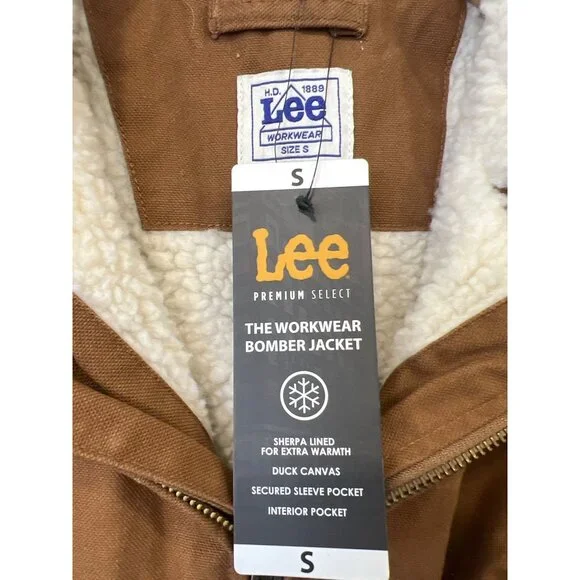 H.D. 1889
Lee
WORKWEAR
SIZE S
S
Lee
PREMIUM SELECT
THE WORKWEAR
BOMBER JACKET
SHERPA LINED
FOR EXTRA WARMTH
DUCK CANVAS
SECURED SLEEVE POCKET
INTERIOR POCKET
S